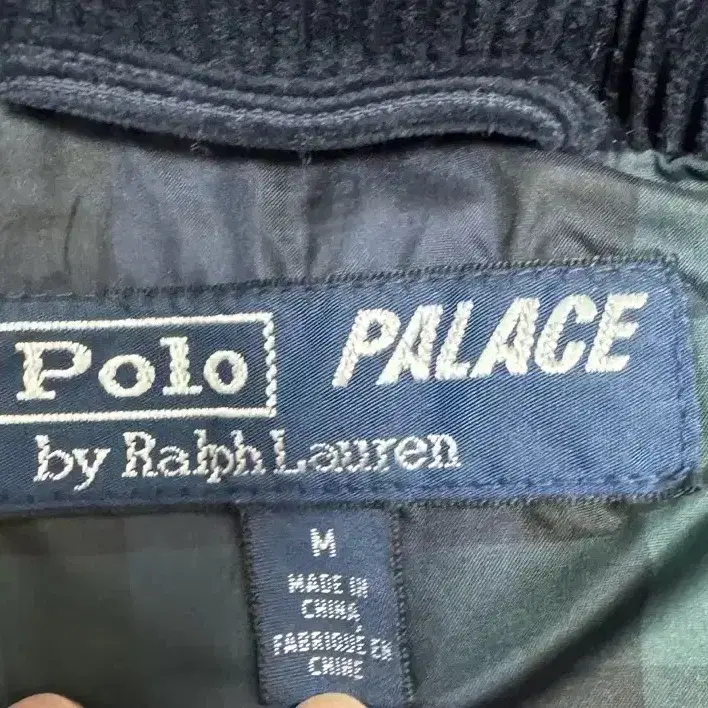 Polo PALACE
by Ralph Lauren
M
MADE IN
CHINA
FABRIQUÉ EN
CHINE